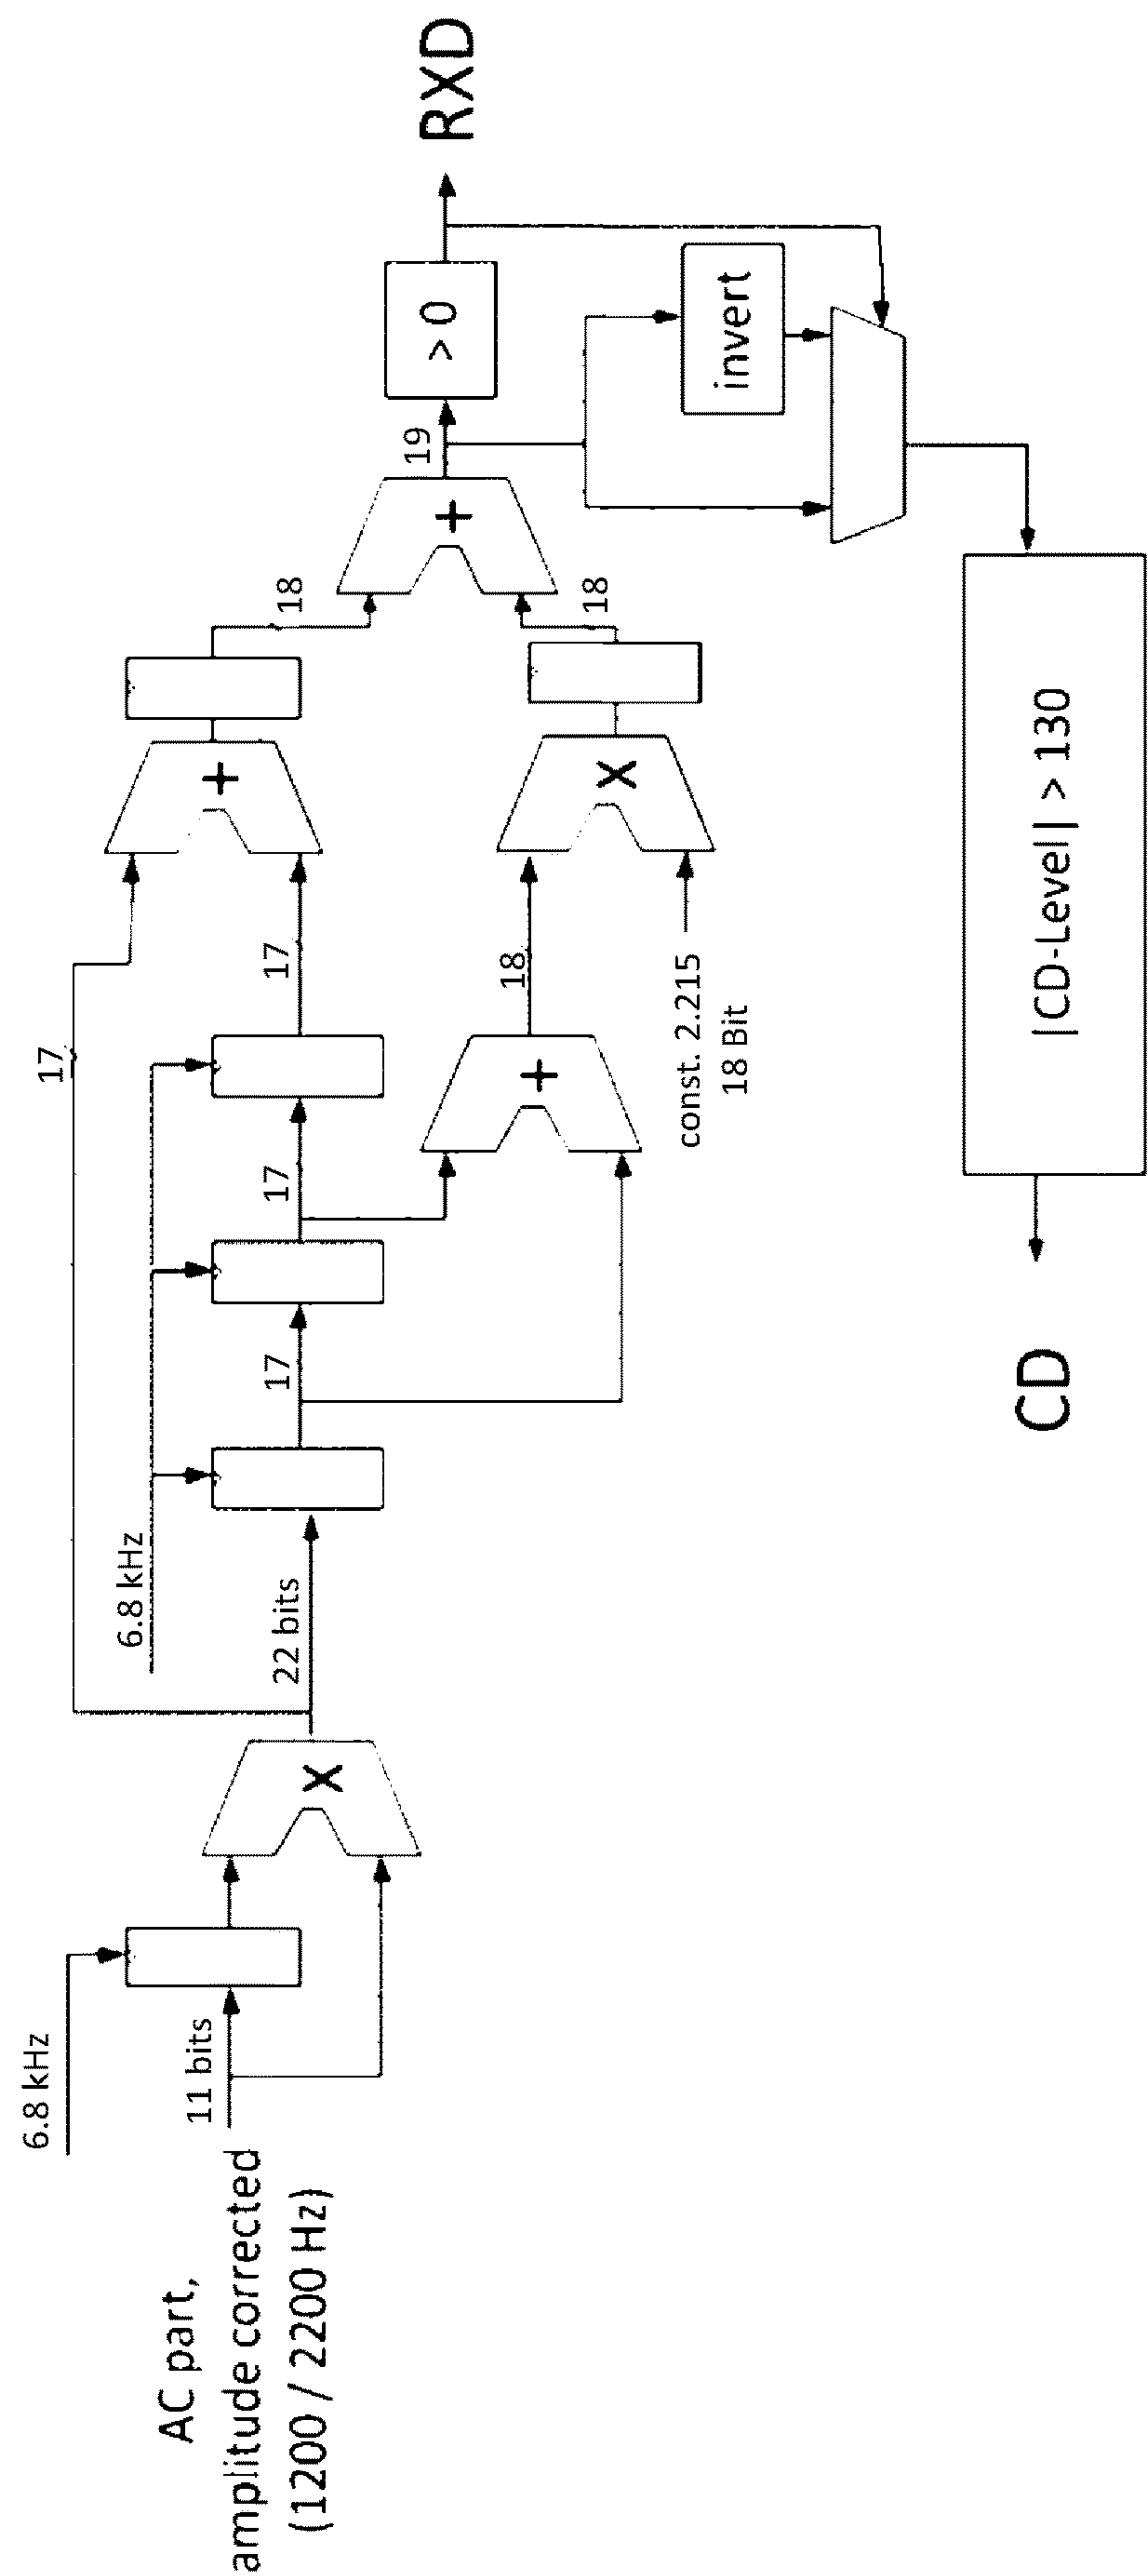 AC part,
amplitude corrected
(1200 / 2200 Hz)
6.8 kHz
11 bits
X
22 bits
6.8 kHz
17
17
17
17
+
18
const. 2.215
18 Bit
+
X
18
18
+
19
> 0
RXD
invert
|CD-Level| > 130
CD